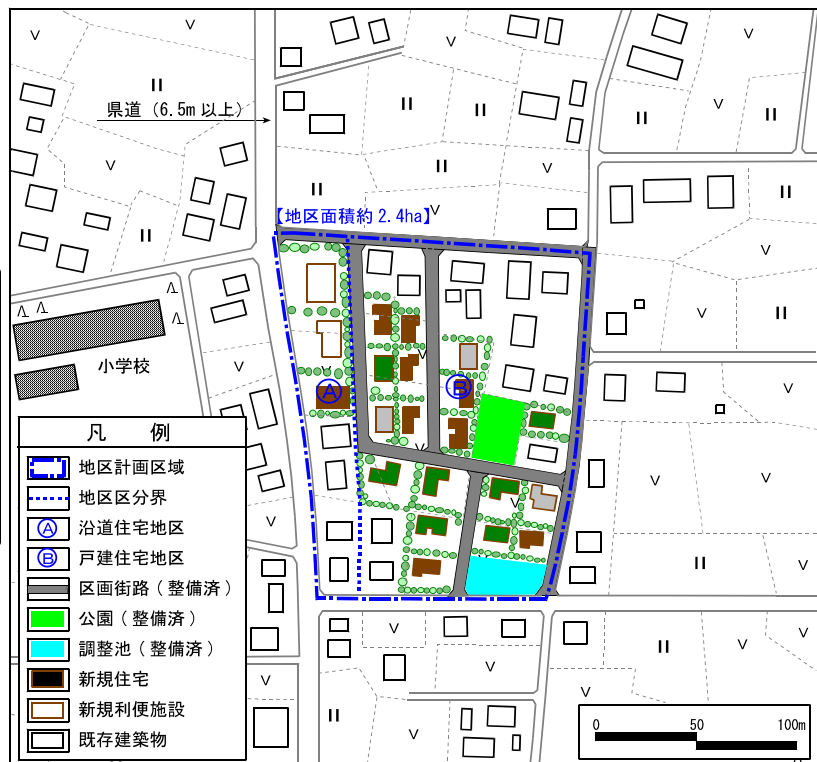 県道（6.5m 以上）
【地区面積約 2.4ha】
小学校
Ⓐ
Ⓑ
凡　例
地区計画区域
地区区分界
Ⓐ 沿道住宅地区
Ⓑ 戸建住宅地区
区画街路（整備済）
公園（整備済）
調整池（整備済）
新規住宅
新規利便施設
既存建築物
0 50 100m